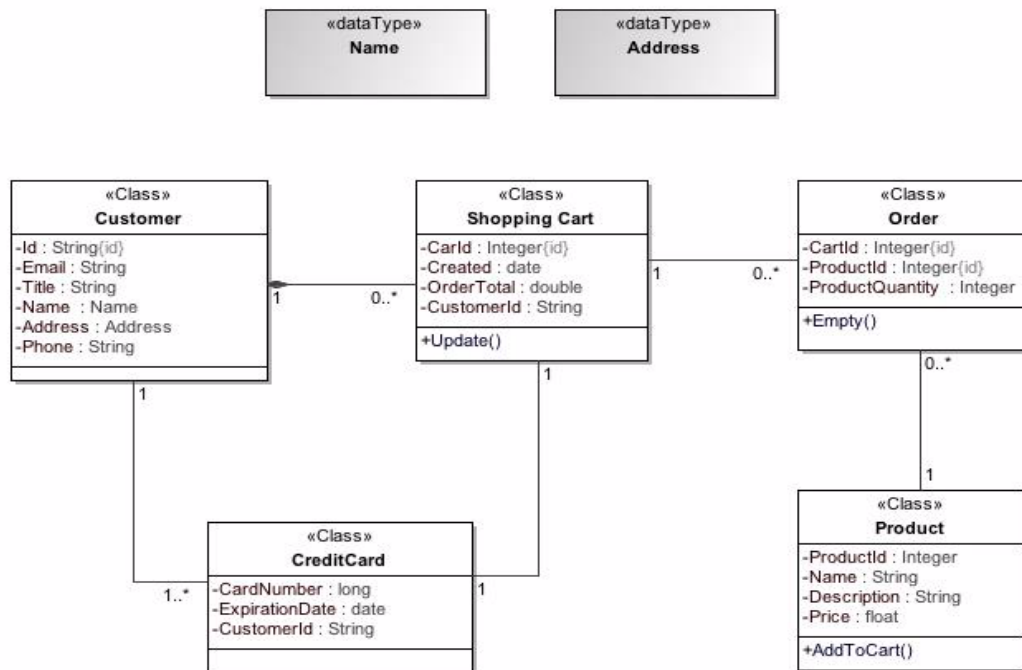 «dataType»
Name
«dataType»
Address
«Class»
Customer
-Id : String{id}
-Email : String
-Title : String
-Name : Name
-Address : Address
-Phone : String
«Class»
Shopping Cart
-CarId : Integer{id}
-Created : date
-OrderTotal : double
-CustomerId : String
+Update()
«Class»
Order
-CartId : Integer{id}
-ProductId : Integer{id}
-ProductQuantity : Integer
+Empty()
1
0..*
1
0..*
1
1
0..*
1
«Class»
CreditCard
-CardNumber : long
-ExpirationDate : date
-CustomerId : String
1..*
1
«Class»
Product
-ProductId : Integer
-Name : String
-Description : String
-Price : float
+AddToCart()